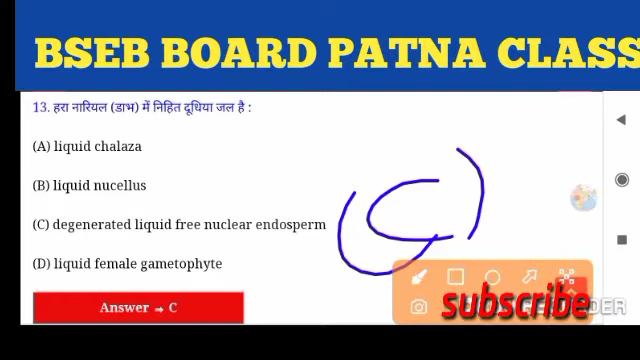 BSEB BOARD PATNA CLASS
13. हरा नारियल (डाभ) में निहित दूधिया जल है :
(A) liquid chalaza
(B) liquid nucellus
(C) degenerated liquid free nuclear endosperm
(D) liquid female gametophyte
(C)
Answer → C
subscribe